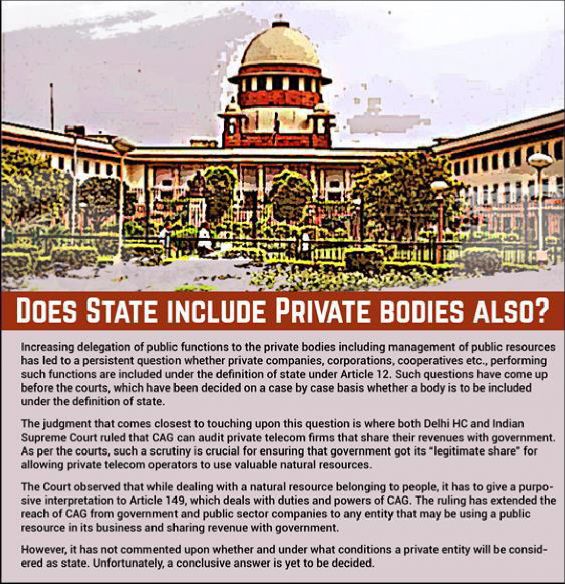 DOES STATE INCLUDE PRIVATE BODIES ALSO?
Increasing delegation of public functions to the private bodies including management of public resources
has led to a persistent question whether private companies, corporations, cooperatives etc., performing
such functions are included under the definition of state under Article 12. Such questions have come up
before the courts, which have been decided on a case by case basis whether a body is to be included
under the definition of state.
The judgment that comes closest to touching upon this question is where both Delhi HC and Indian
Supreme Court ruled that CAG can audit private telecom firms that share their revenues with government.
As per the courts, such a scrutiny is crucial for ensuring that government got its “legitimate share” for
allowing private telecom operators to use valuable natural resources.
The Court observed that while dealing with a natural resource belonging to people, it has to give a purpo-
sive interpretation to Article 149, which deals with duties and powers of CAG. The ruling has extended the
reach of CAG from government and public sector companies to any entity that may be using a public
resource in its business and sharing revenue with government.
However, it has not commented upon whether and under what conditions a private entity will be consid-
ered as state. Unfortunately, a conclusive answer is yet to be decided.